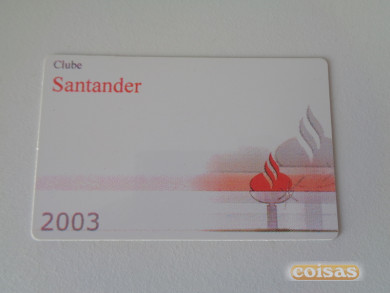 Clube
Santander
2003
coisas